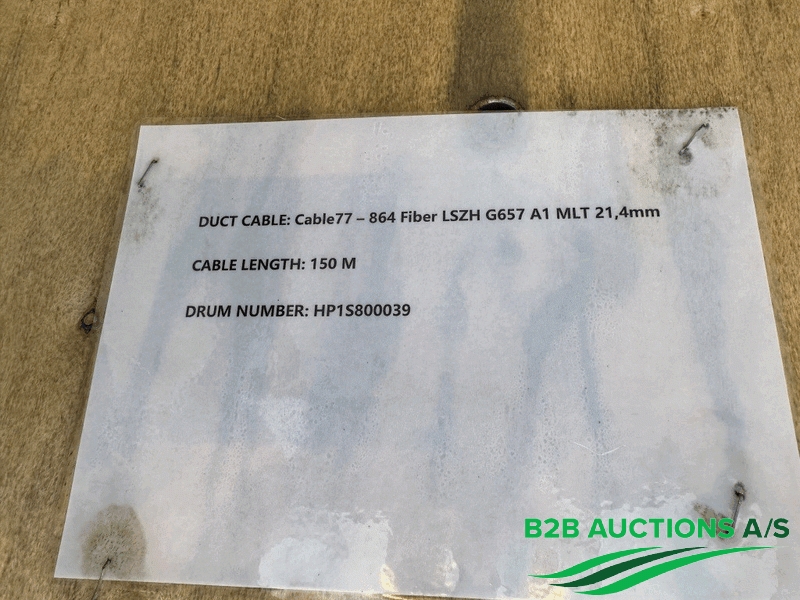 DUCT CABLE: Cable77 – 864 Fiber LSZH G657 A1 MLT 21,4mm
CABLE LENGTH: 150 M
DRUM NUMBER: HP1S800039
B2B AUCTIONS A/S